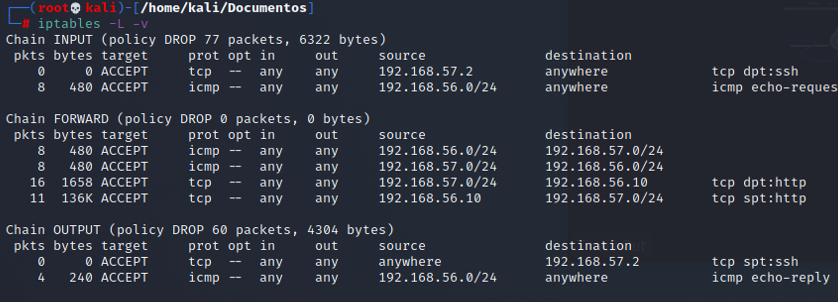 ┌──(root💀kali)-[/home/kali/Documentos]
└─# iptables -L -v
Chain INPUT (policy DROP 77 packets, 6322 bytes)
 pkts bytes target     prot opt in     out     source               destination
    0     0 ACCEPT     tcp  --  any    any     192.168.57.2         anywhere             tcp dpt:ssh
    8   480 ACCEPT     icmp --  any    any     192.168.56.0/24      anywhere             icmp echo-reques

Chain FORWARD (policy DROP 0 packets, 0 bytes)
 pkts bytes target     prot opt in     out     source               destination
    8   480 ACCEPT     icmp --  any    any     192.168.56.0/24      192.168.57.0/24
    8   480 ACCEPT     icmp --  any    any     192.168.57.0/24      192.168.56.0/24
   16  1658 ACCEPT     tcp  --  any    any     192.168.57.0/24      192.168.56.10        tcp dpt:http
   11  136K ACCEPT     tcp  --  any    any     192.168.56.10        192.168.57.0/24      tcp spt:http

Chain OUTPUT (policy DROP 60 packets, 4304 bytes)
 pkts bytes target     prot opt in     out     source               destination
    0     0 ACCEPT     tcp  --  any    any     anywhere             192.168.57.2         tcp spt:ssh
    4   240 ACCEPT     icmp --  any    any     192.168.56.0/24      anywhere             icmp echo-reply